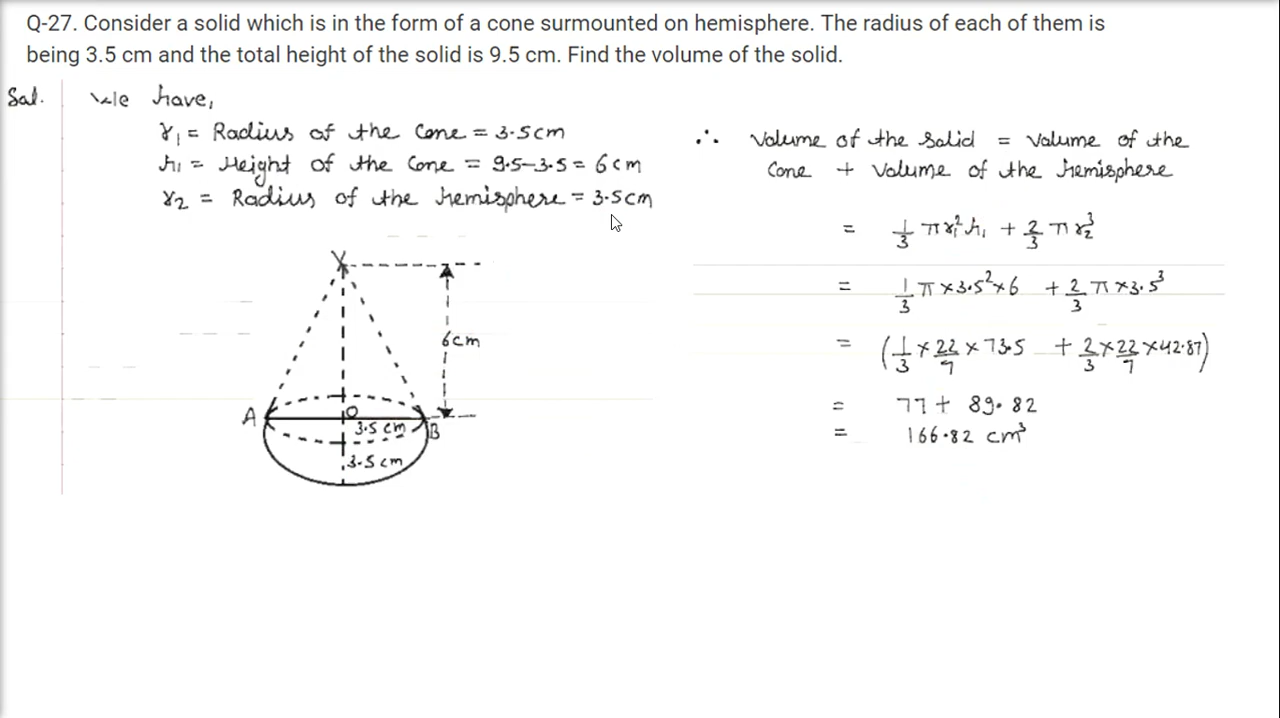 Q-27. Consider a solid which is in the form of a cone surmounted on hemisphere. The radius of each of them is
being 3.5 cm and the total height of the solid is 9.5 cm. Find the volume of the solid.
Sol. We have,
r₁ = Radius of the Cone = 3.5cm
h₁ = Height of the Cone = 9.5-3.5 = 6cm
r₂ = Radius of the hemisphere = 3.5cm
6cm
A O B
3.5 cm
3.5 cm
∴ Volume of the Solid = Volume of the
Cone + Volume of the hemisphere
= 1/3 πr₁²h₁ + 2/3 πr₂³
= 1/3 π×3.5²×6 + 2/3 π×3.5³
= (1/3 × 22/7 × 73.5 + 2/3 × 22/7 × 42.87)
= 77 + 89.82
= 166.82 cm³